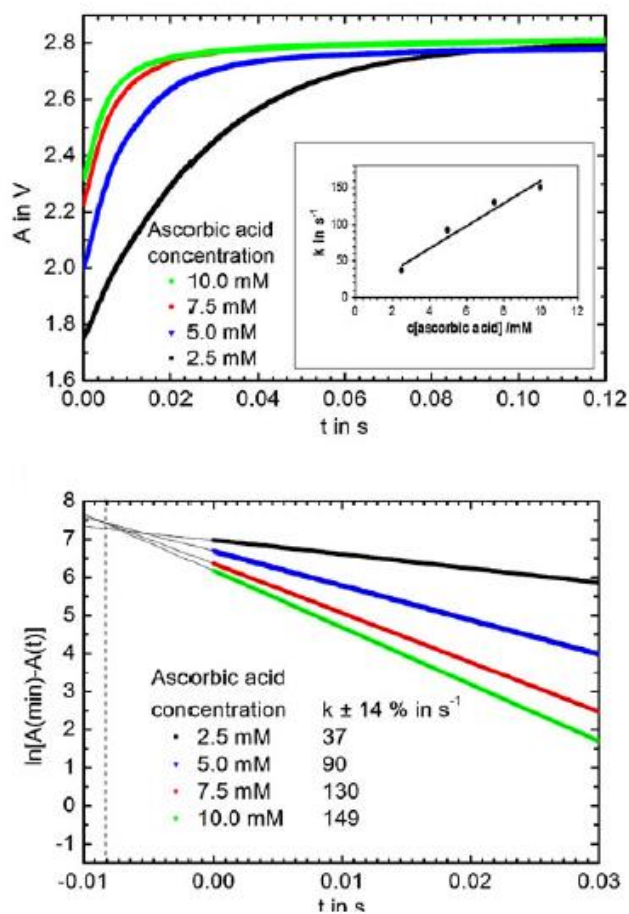 2.8
2.6
2.4
2.2
2.0
1.8
1.6
A in V
Ascorbic acid
concentration
10.0 mM
7.5 mM
5.0 mM
2.5 mM
150
100
50
0
k in s⁻¹
0 2 4 6 8 10 12
c[ascorbic acid] /mM
0.00 0.02 0.04 0.06 0.08 0.10 0.12
t in s
8
7
6
5
4
3
2
1
0
-1
ln[A(min)-A(t)]
Ascorbic acid
concentration k ± 14 % in s⁻¹
2.5 mM 37
5.0 mM 90
7.5 mM 130
10.0 mM 149
-0.01 0.00 0.01 0.02 0.03
t in s